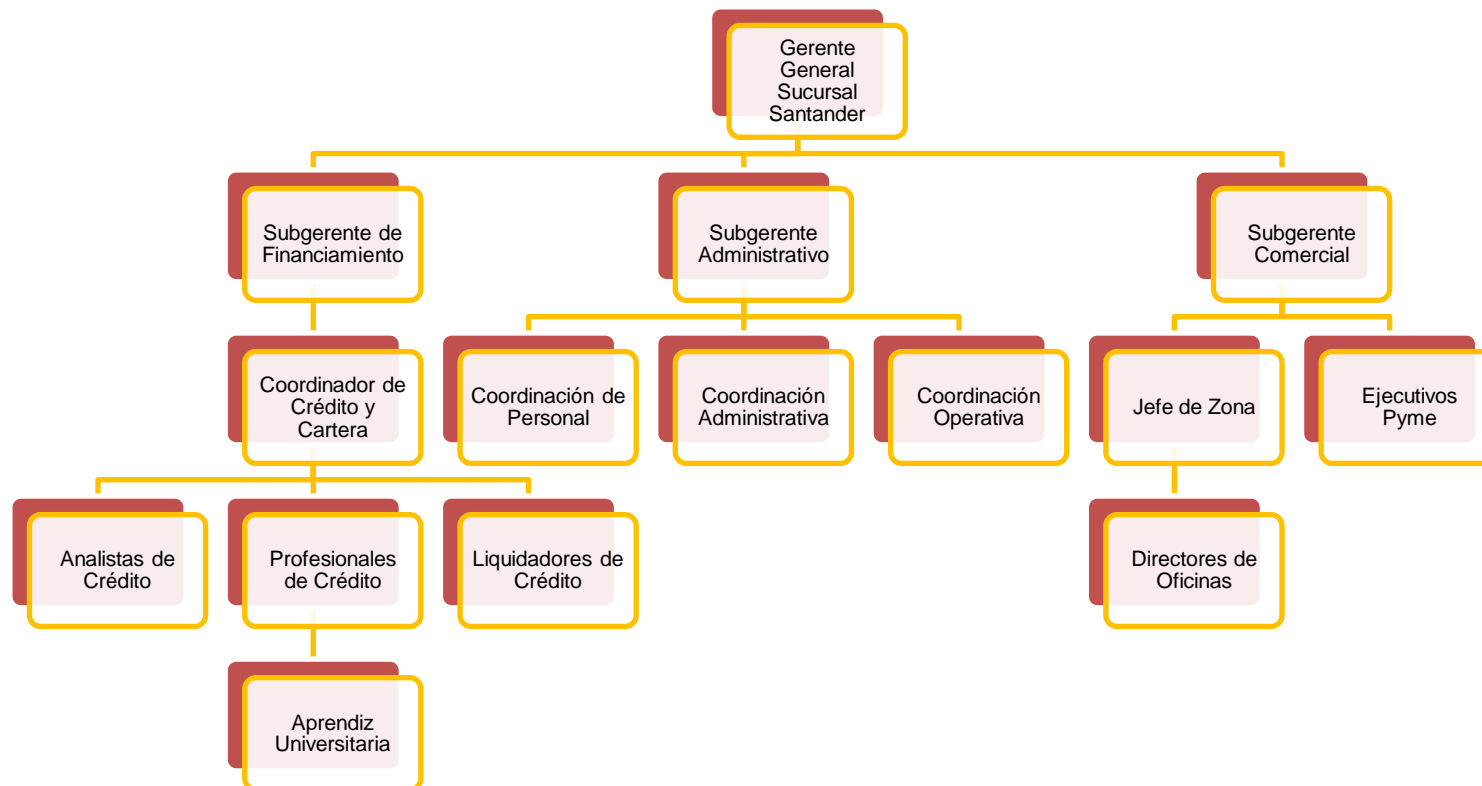 Gerente
General
Sucursal
Santander
Subgerente de
Financiamiento
Subgerente
Administrativo
Subgerente
Comercial
Coordinador de
Crédito y
Cartera
Coordinación de
Personal
Coordinación
Administrativa
Coordinación
Operativa
Jefe de Zona
Ejecutivos
Pyme
Analistas de
Crédito
Profesionales
de Crédito
Liquidadores de
Crédito
Directores de
Oficinas
Aprendiz
Universitaria